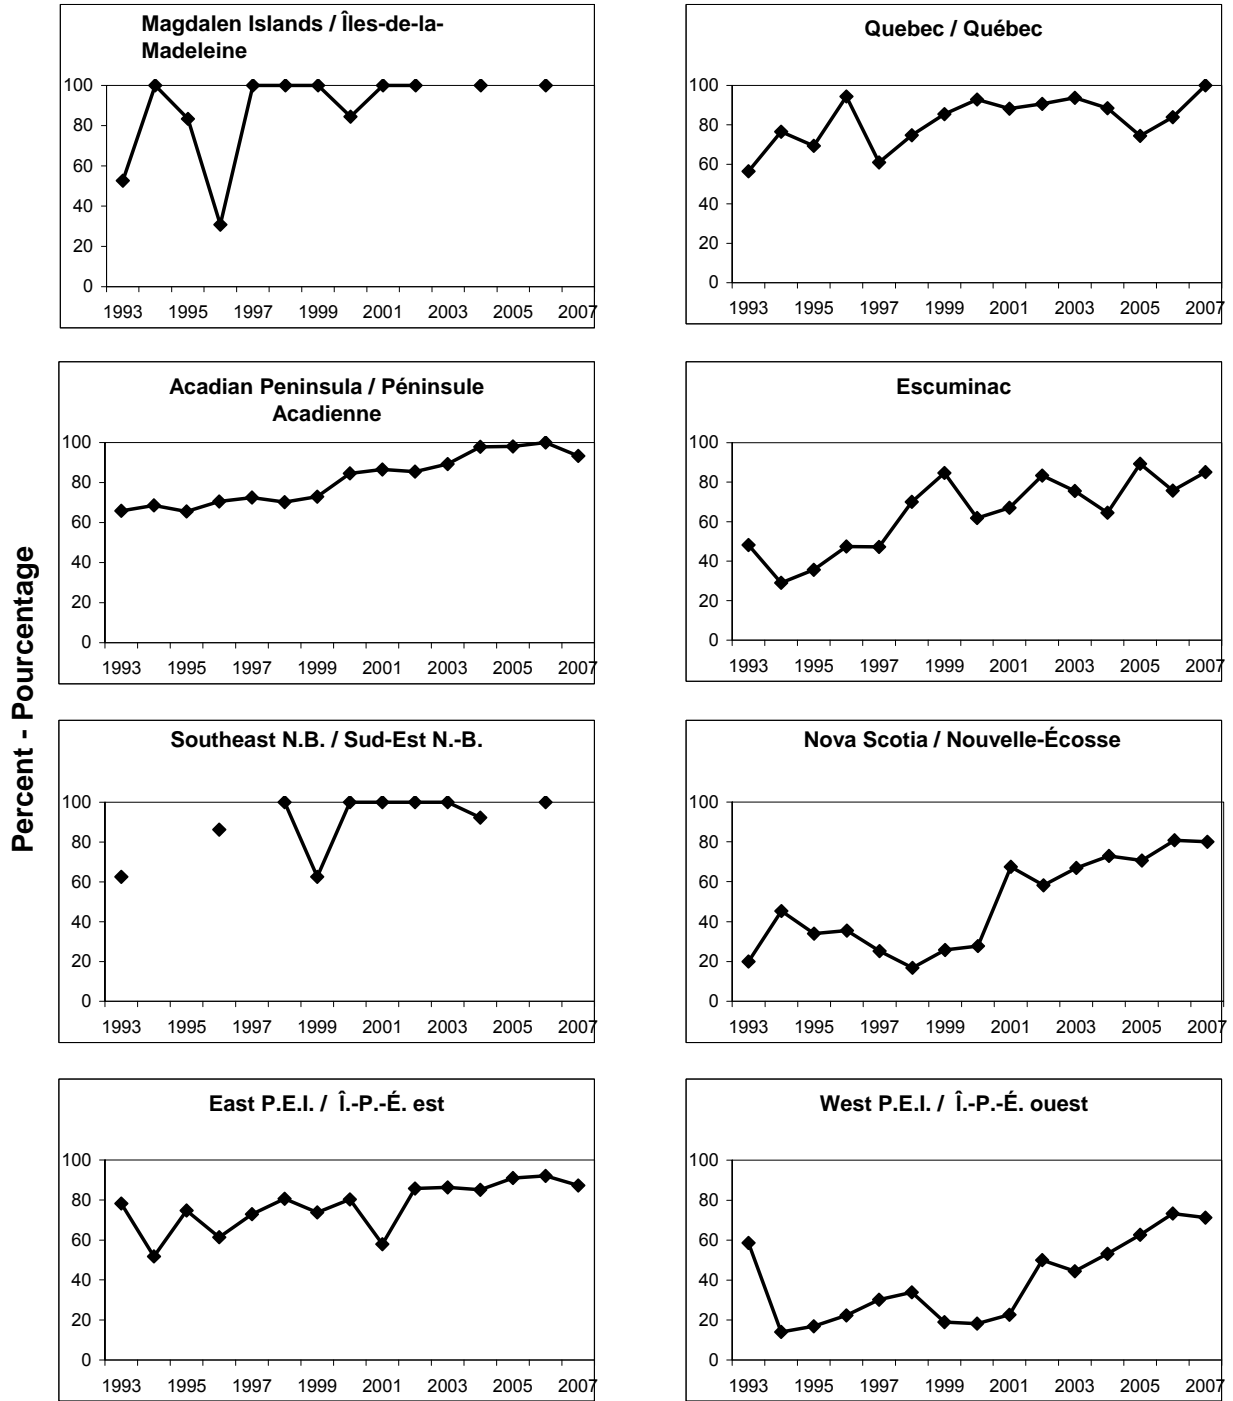 Percent - Pourcentage
Magdalen Islands / Îles-de-la-
Madeleine
100
80
60
40
20
0
1993 1995 1997 1999 2001 2003 2005 2007
Quebec / Québec
100
80
60
40
20
0
1993 1995 1997 1999 2001 2003 2005 2007
Acadian Peninsula / Péninsule
Acadienne
100
80
60
40
20
0
1993 1995 1997 1999 2001 2003 2005 2007
Escuminac
100
80
60
40
20
0
1993 1995 1997 1999 2001 2003 2005 2007
Southeast N.B. / Sud-Est N.-B.
100
80
60
40
20
0
1993 1995 1997 1999 2001 2003 2005 2007
Nova Scotia / Nouvelle-Écosse
100
80
60
40
20
0
1993 1995 1997 1999 2001 2003 2005 2007
East P.E.I. / Î.-P.-É. est
100
80
60
40
20
0
1993 1995 1997 1999 2001 2003 2005 2007
West P.E.I. / Î.-P.-É. ouest
100
80
60
40
20
0
1993 1995 1997 1999 2001 2003 2005 2007